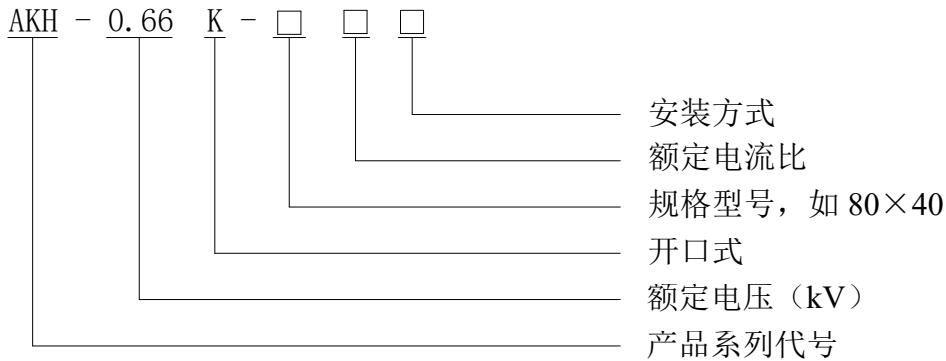 AKH - 0.66 K - □ □ □
安装方式
额定电流比
规格型号，如 80×40
开口式
额定电压（kV）
产品系列代号